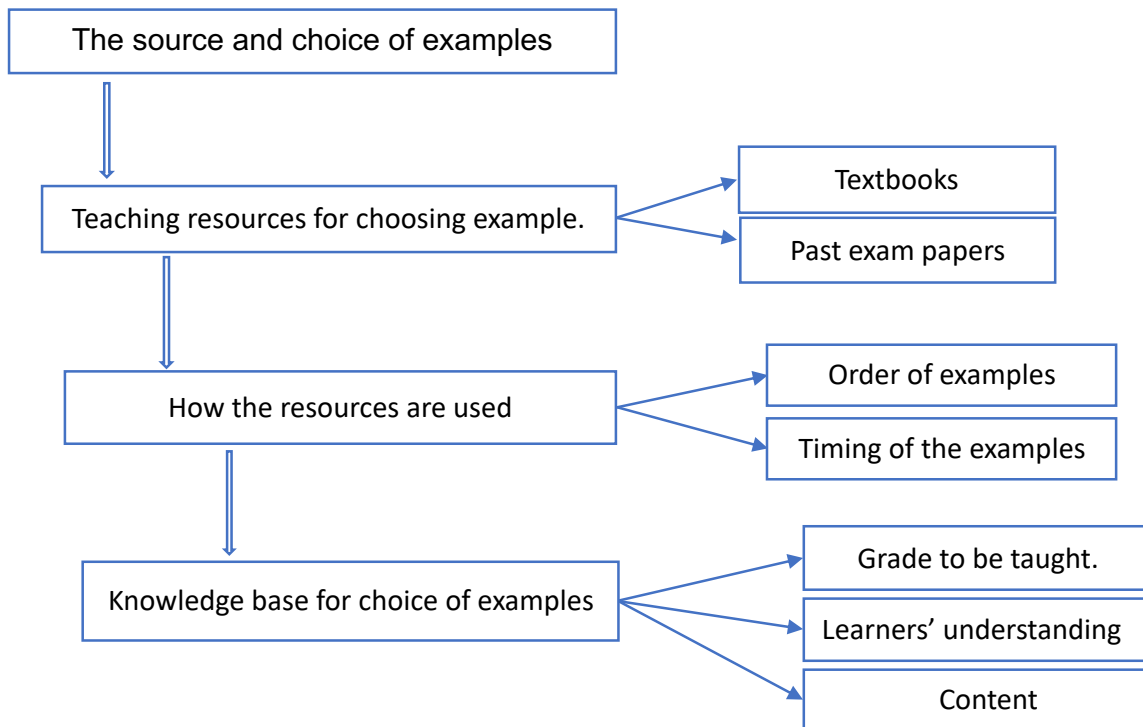 The source and choice of examples
Teaching resources for choosing example.
Textbooks
Past exam papers
How the resources are used
Order of examples
Timing of the examples
Knowledge base for choice of examples
Grade to be taught.
Learners’ understanding
Content